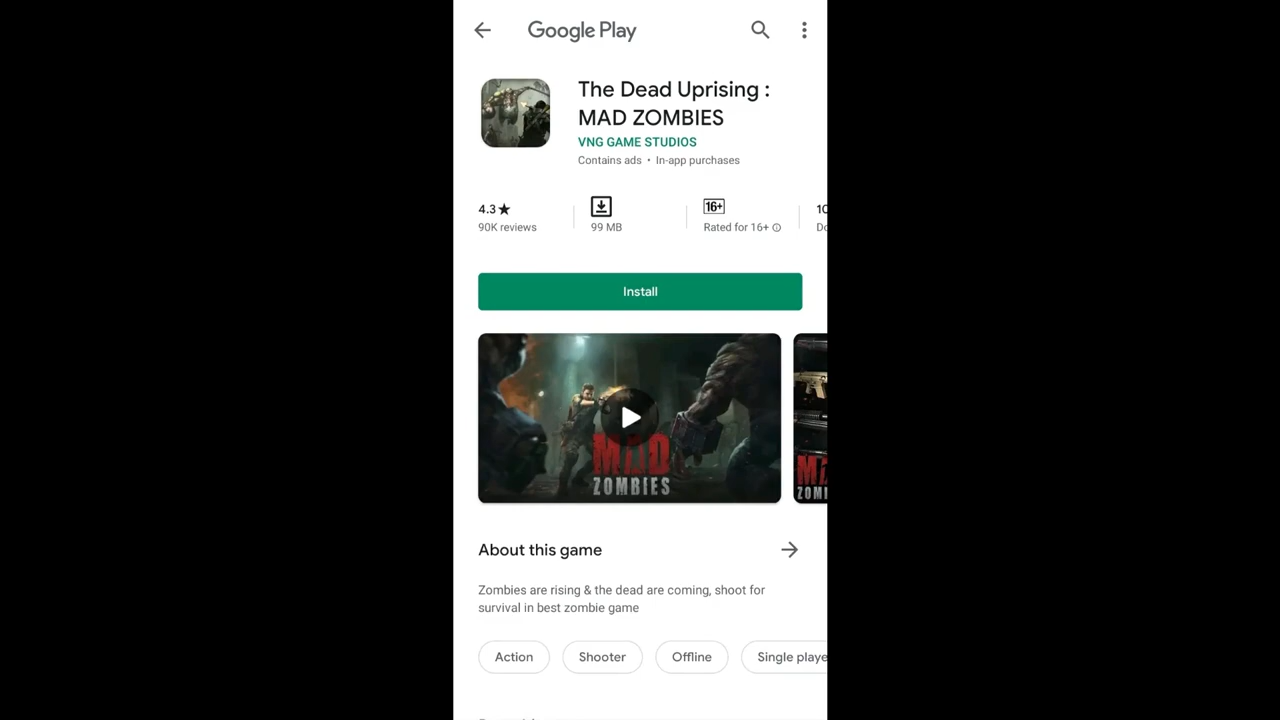 Google Play
The Dead Uprising :
MAD ZOMBIES
VNG GAME STUDIOS
Contains ads • In-app purchases
4.3★
90K reviews
99 MB
16+
Rated for 16+
Install
MAD
ZOMBIES
About this game
Zombies are rising & the dead are coming, shoot for
survival in best zombie game
Action
Shooter
Offline
Single playe